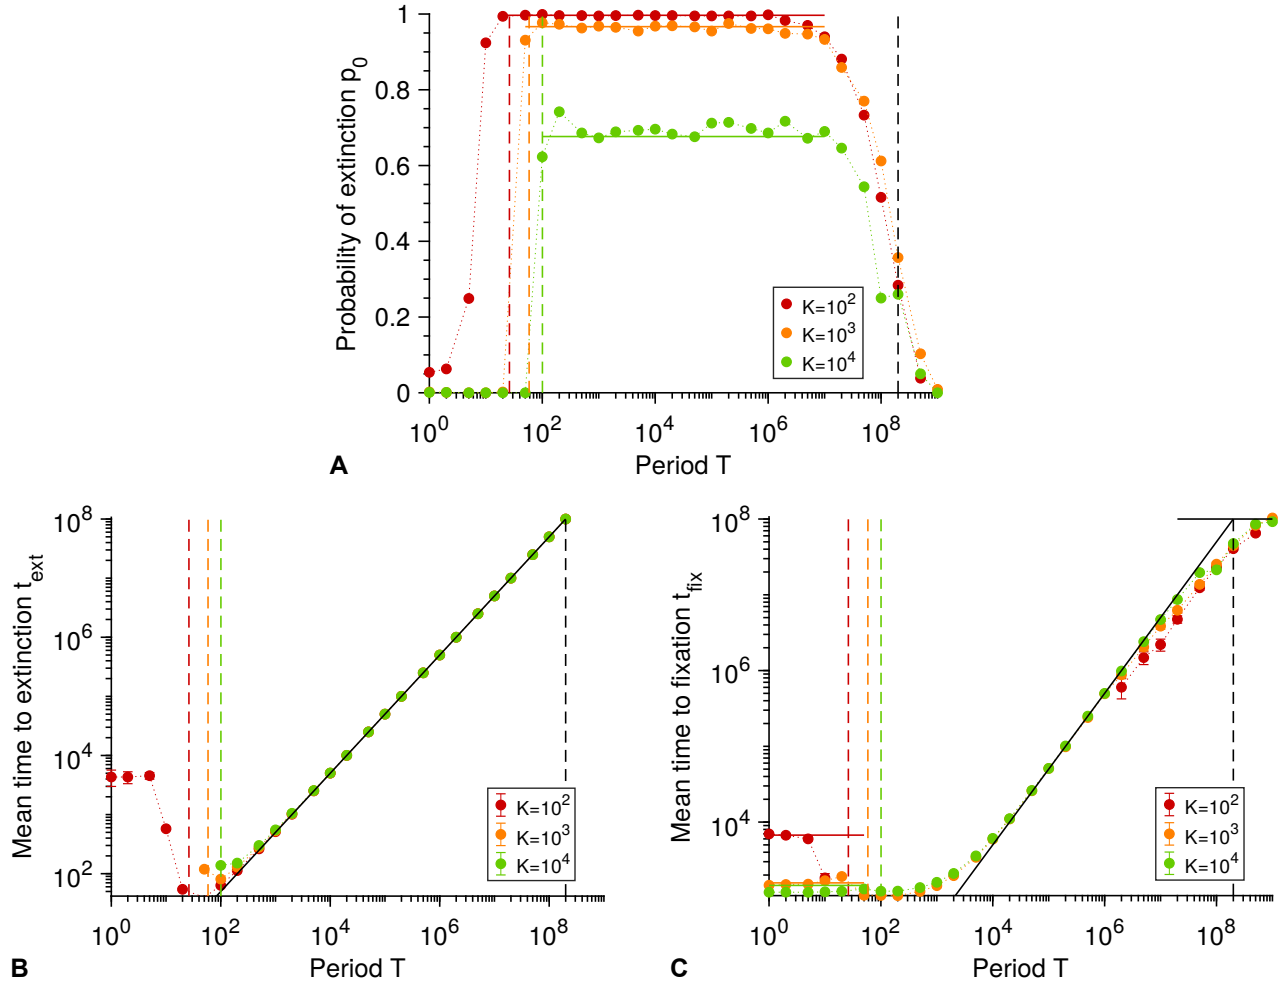 Probability of extinction p0
1
0.8
0.6
0.4
0.2
0
10^0
10^2
10^4
10^6
10^8
Period T
K=10^2
K=10^3
K=10^4
A
Mean time to extinction t_ext
10^8
10^6
10^4
10^2
10^0
10^2
10^4
10^6
10^8
Period T
K=10^2
K=10^3
K=10^4
B
Mean time to fixation t_fix
10^8
10^6
10^4
10^0
10^2
10^4
10^6
10^8
Period T
K=10^2
K=10^3
K=10^4
C